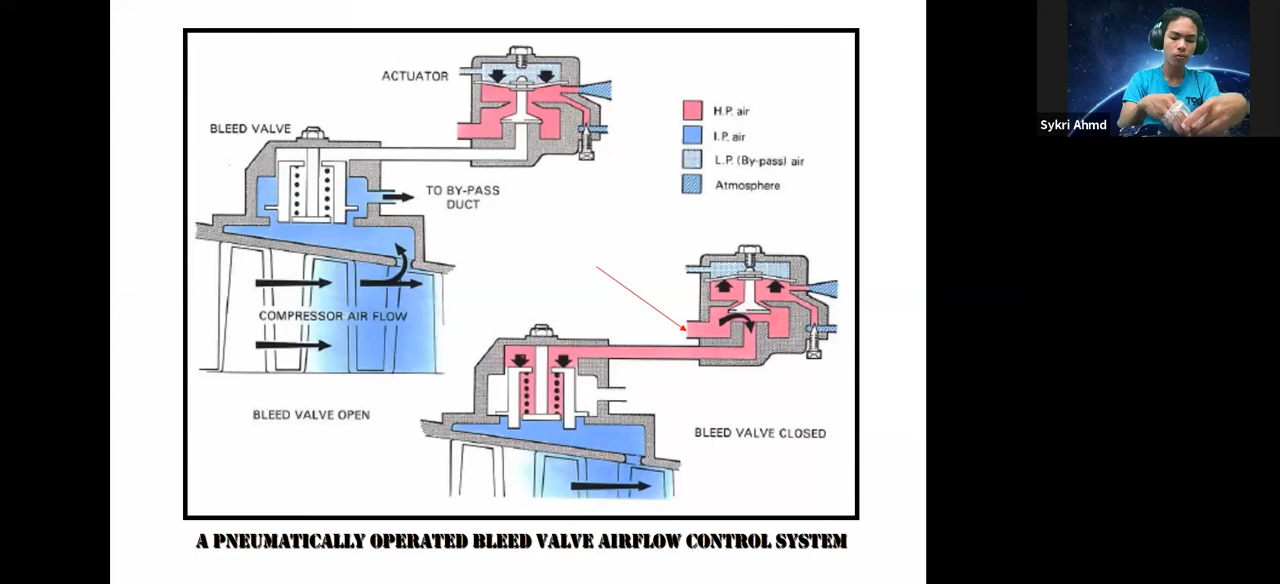 ACTUATOR
BLEED VALVE
H.P. air
I.P. air
L.P. (By-pass) air
Atmosphere
TO BY-PASS
DUCT
COMPRESSOR AIR FLOW
BLEED VALVE OPEN
BLEED VALVE CLOSED
A PNEUMATICALLY OPERATED BLEED VALVE AIRFLOW CONTROL SYSTEM
Sykri Ahmd